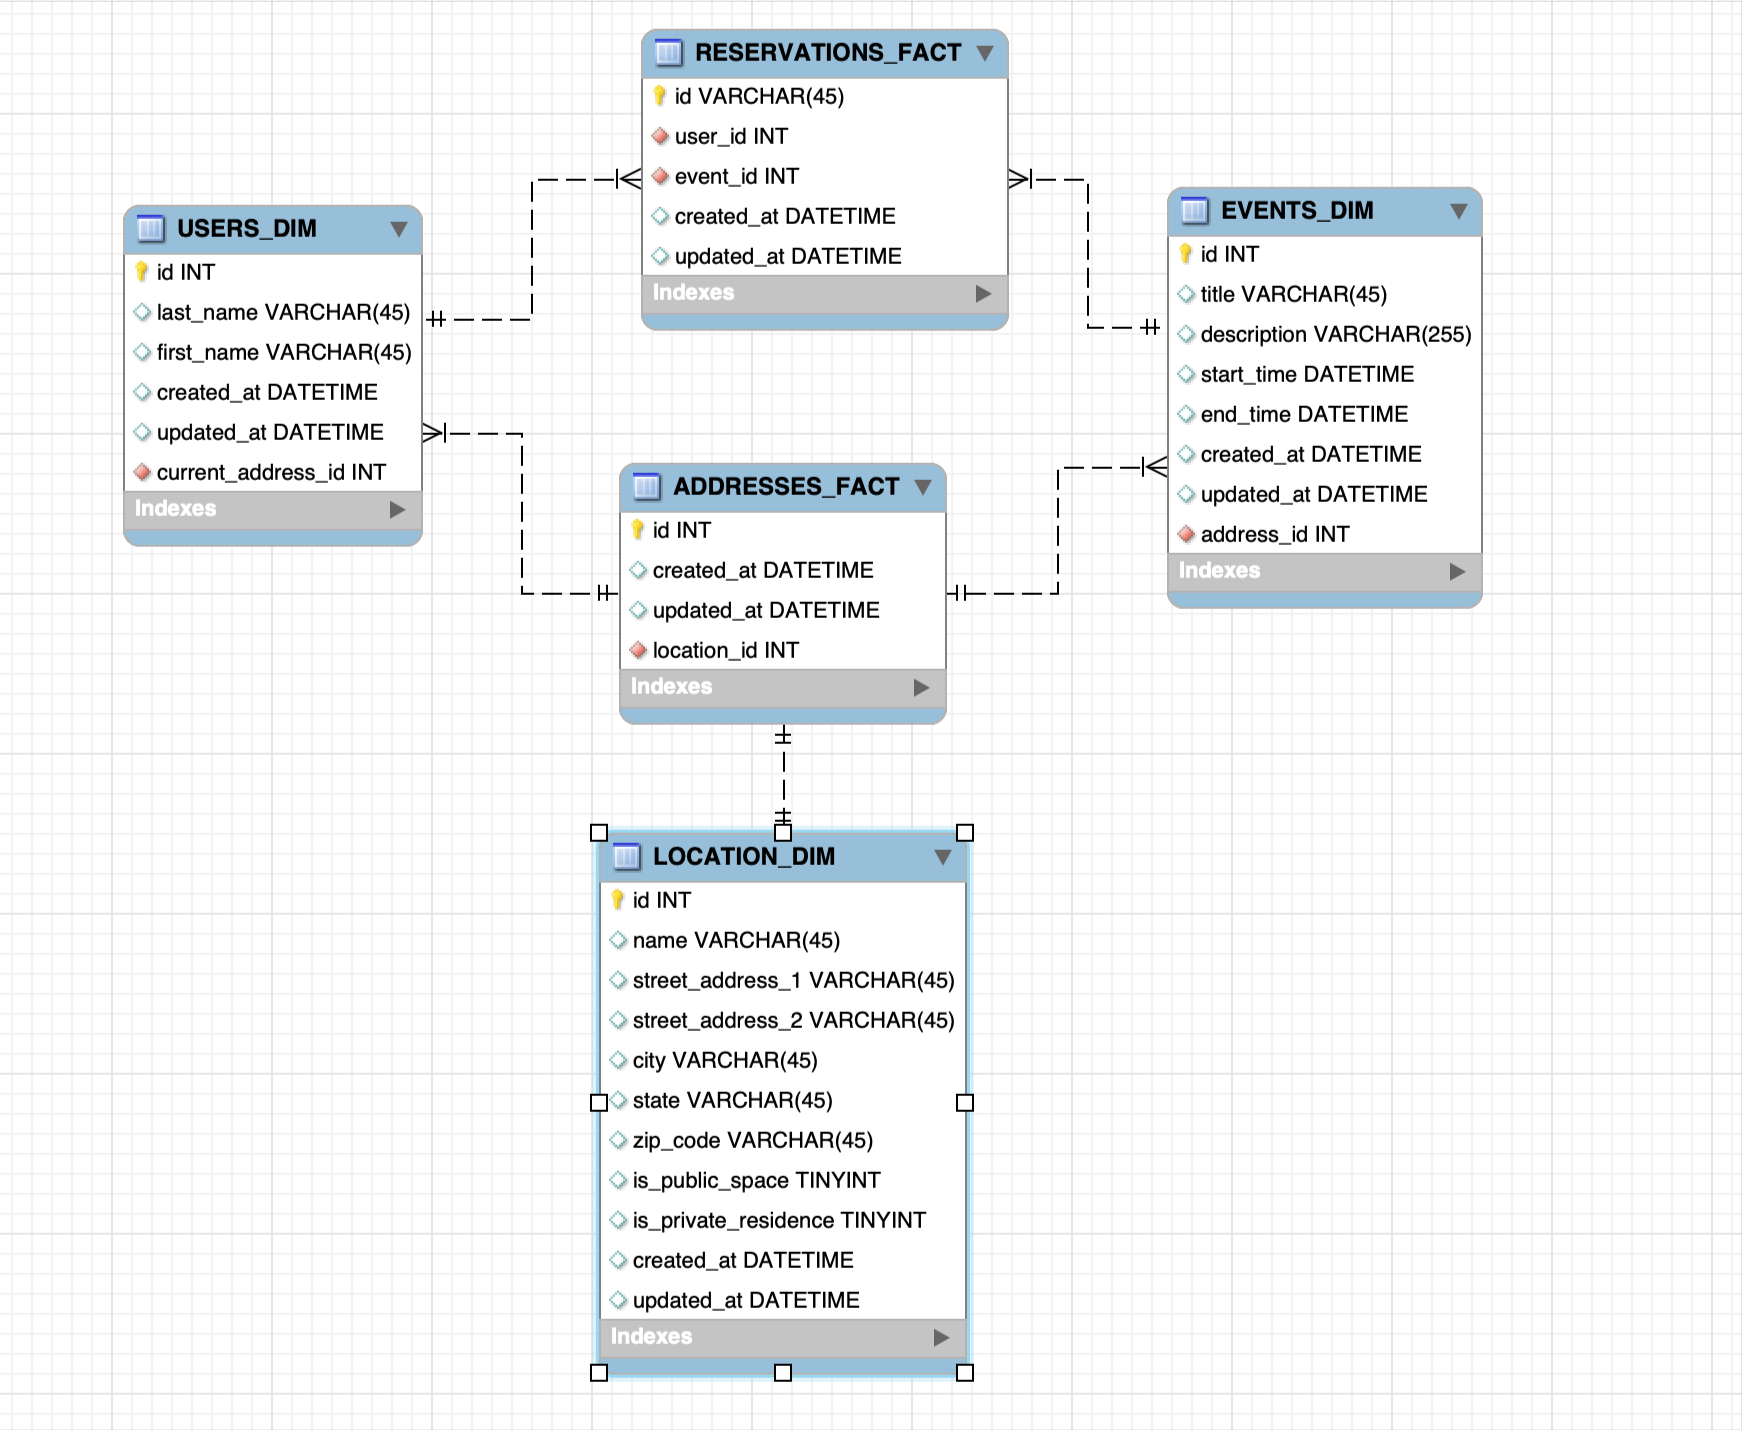 RESERVATIONS_FACT
id VARCHAR(45)
user_id INT
event_id INT
created_at DATETIME
updated_at DATETIME
Indexes
USERS_DIM
id INT
last_name VARCHAR(45)
first_name VARCHAR(45)
created_at DATETIME
updated_at DATETIME
current_address_id INT
Indexes
EVENTS_DIM
id INT
title VARCHAR(45)
description VARCHAR(255)
start_time DATETIME
end_time DATETIME
created_at DATETIME
updated_at DATETIME
address_id INT
Indexes
ADDRESSES_FACT
id INT
created_at DATETIME
updated_at DATETIME
location_id INT
Indexes
LOCATION_DIM
id INT
name VARCHAR(45)
street_address_1 VARCHAR(45)
street_address_2 VARCHAR(45)
city VARCHAR(45)
state VARCHAR(45)
zip_code VARCHAR(45)
is_public_space TINYINT
is_private_residence TINYINT
created_at DATETIME
updated_at DATETIME
Indexes